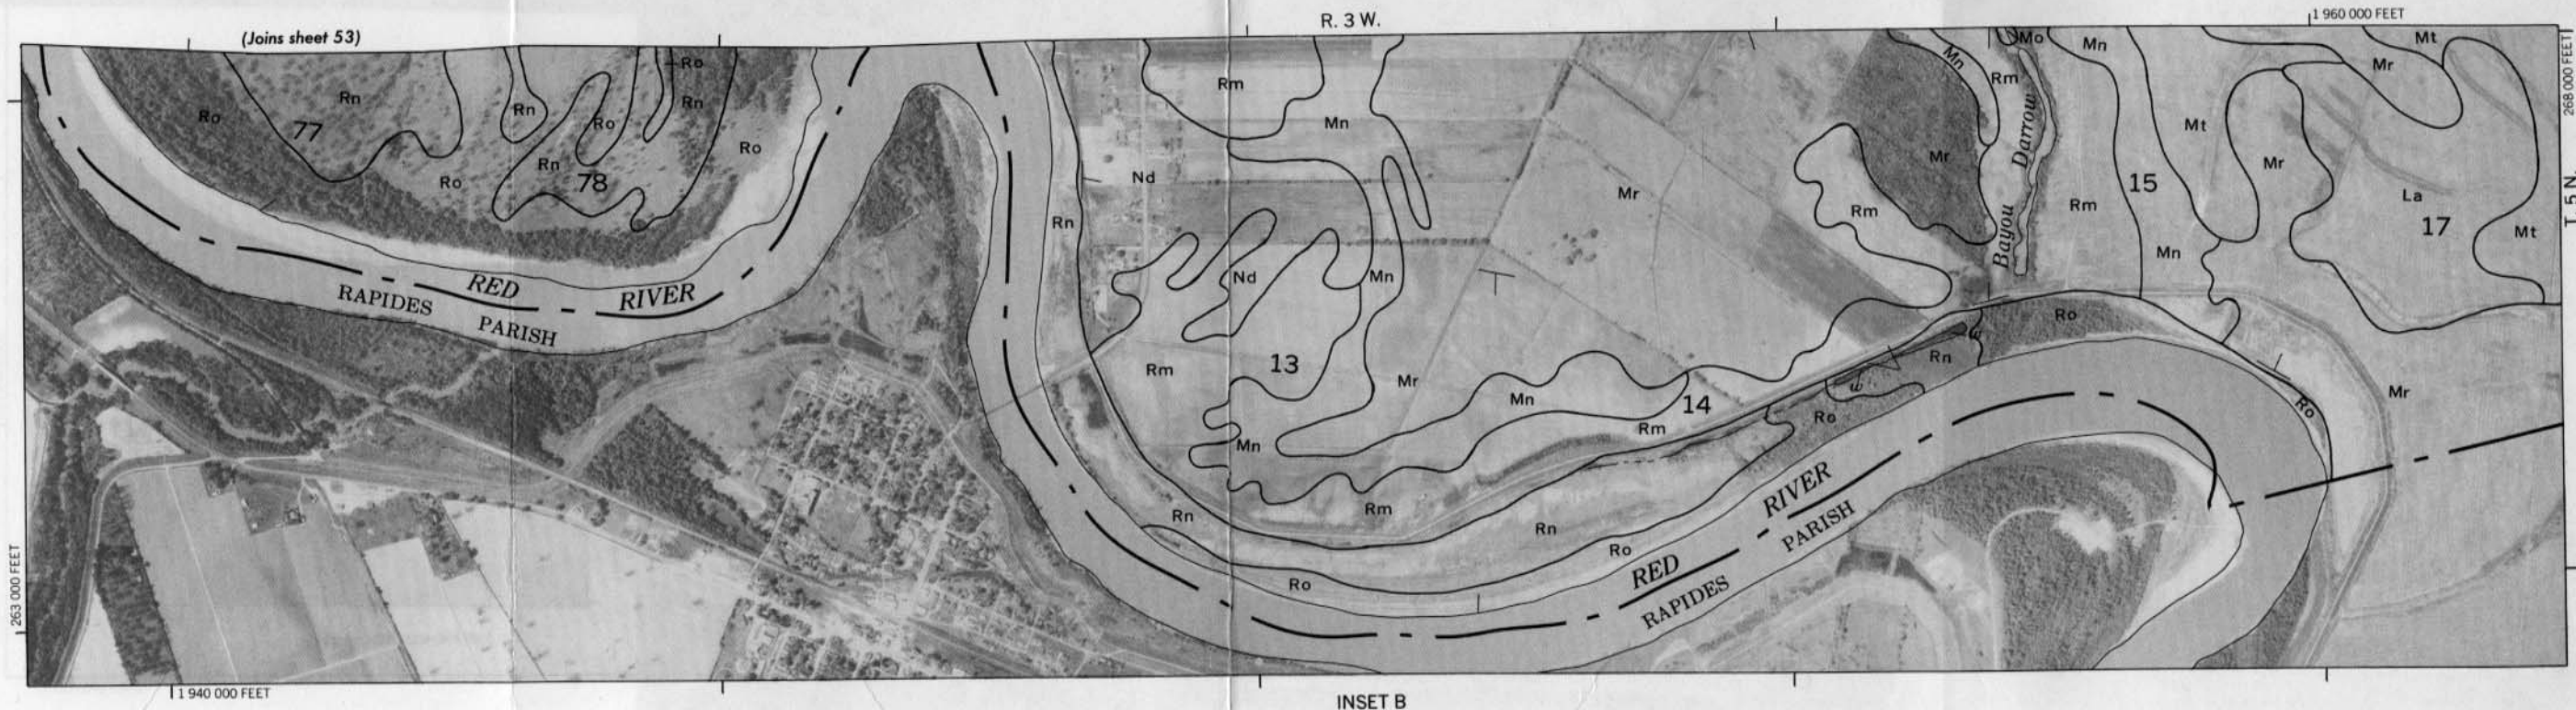 R. 3 W.
1 960 000 FEET
(Joins sheet 53)
268 000 FEET
T. 5 N.
263 000 FEET
1 940 000 FEET
INSET B
Ro
Rn
77
Ro
Rn
Rn
78
Ro
Ro
Rn
Ro
RED RIVER
RAPIDES PARISH
Rn
Nd
Rm
Mn
Nd
Mn
Rm
13
Mr
Mn
Mr
Mn
14
Rm
Rm
Rn
Rn
Ro
Ro
Mn
Rm
Mo
Mr
Rm
Bayou Darrow
Mn
Rm
15
Mn
Mt
Mr
Mt
Mr
La
17
Mt
Ro
Rn
Ro
Ro
Mr
RED RIVER
RAPIDES PARISH